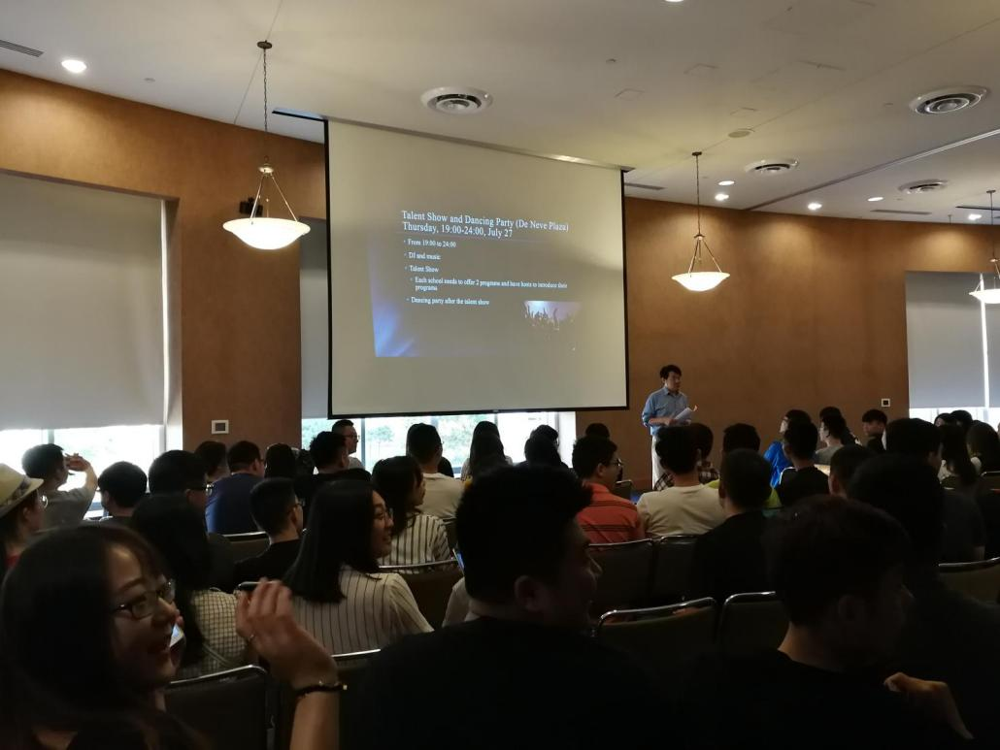 Talent Show and Dancing Party (De Neve Plaza)
Thursday, 19:00-24:00, July 27
• From 19:00 to 24:00
• DJ and music
• Talent Show
• Each school needs to offer 2 programs and have hosts to introduce their
programs
• Dancing party after the talent show